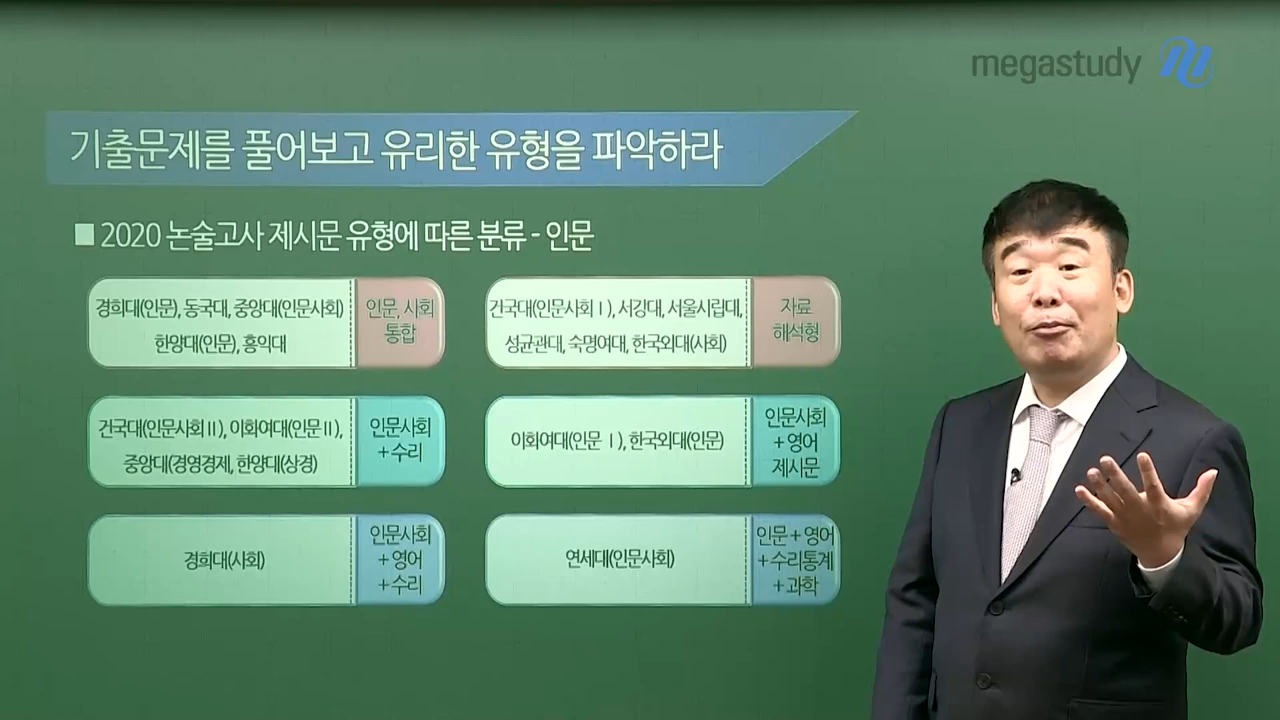 megastudy
기출문제를 풀어보고 유리한 유형을 파악하라
■ 2020 논술고사 제시문 유형에 따른 분류 - 인문
경희대(인문), 동국대, 중앙대(인문사회)
한양대(인문), 홍익대
인문, 사회
통합
건국대(인문사회Ⅰ), 서강대, 서울시립대,
성균관대, 숙명여대, 한국외대(사회)
자료
해석형
건국대(인문사회Ⅱ), 이화여대(인문Ⅱ),
중앙대(경영경제, 한양대(상경)
인문사회
+수리
이화여대(인문 Ⅰ), 한국외대(인문)
인문사회
+영어
제시문
경희대(사회)
인문사회
+영어
+수리
연세대(인문사회)
인문+영어
+수리통계
+과학